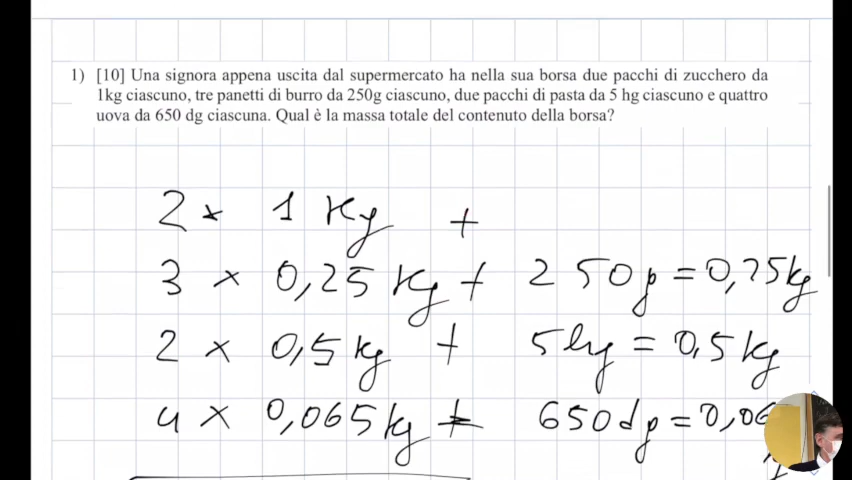 1) [10] Una signora appena uscita dal supermercato ha nella sua borsa due pacchi di zucchero da
1kg ciascuno, tre panetti di burro da 250g ciascuno, due pacchi di pasta da 5 hg ciascuno e quattro
uova da 650 dg ciascuna. Qual è la massa totale del contenuto della borsa?
2 × 1 Kg +
3 × 0,25 Kg + 250g = 0,25kg
2 × 0,5 kg + 5hg = 0,5 kg
4 × 0,065 kg = 650dg = 0,06